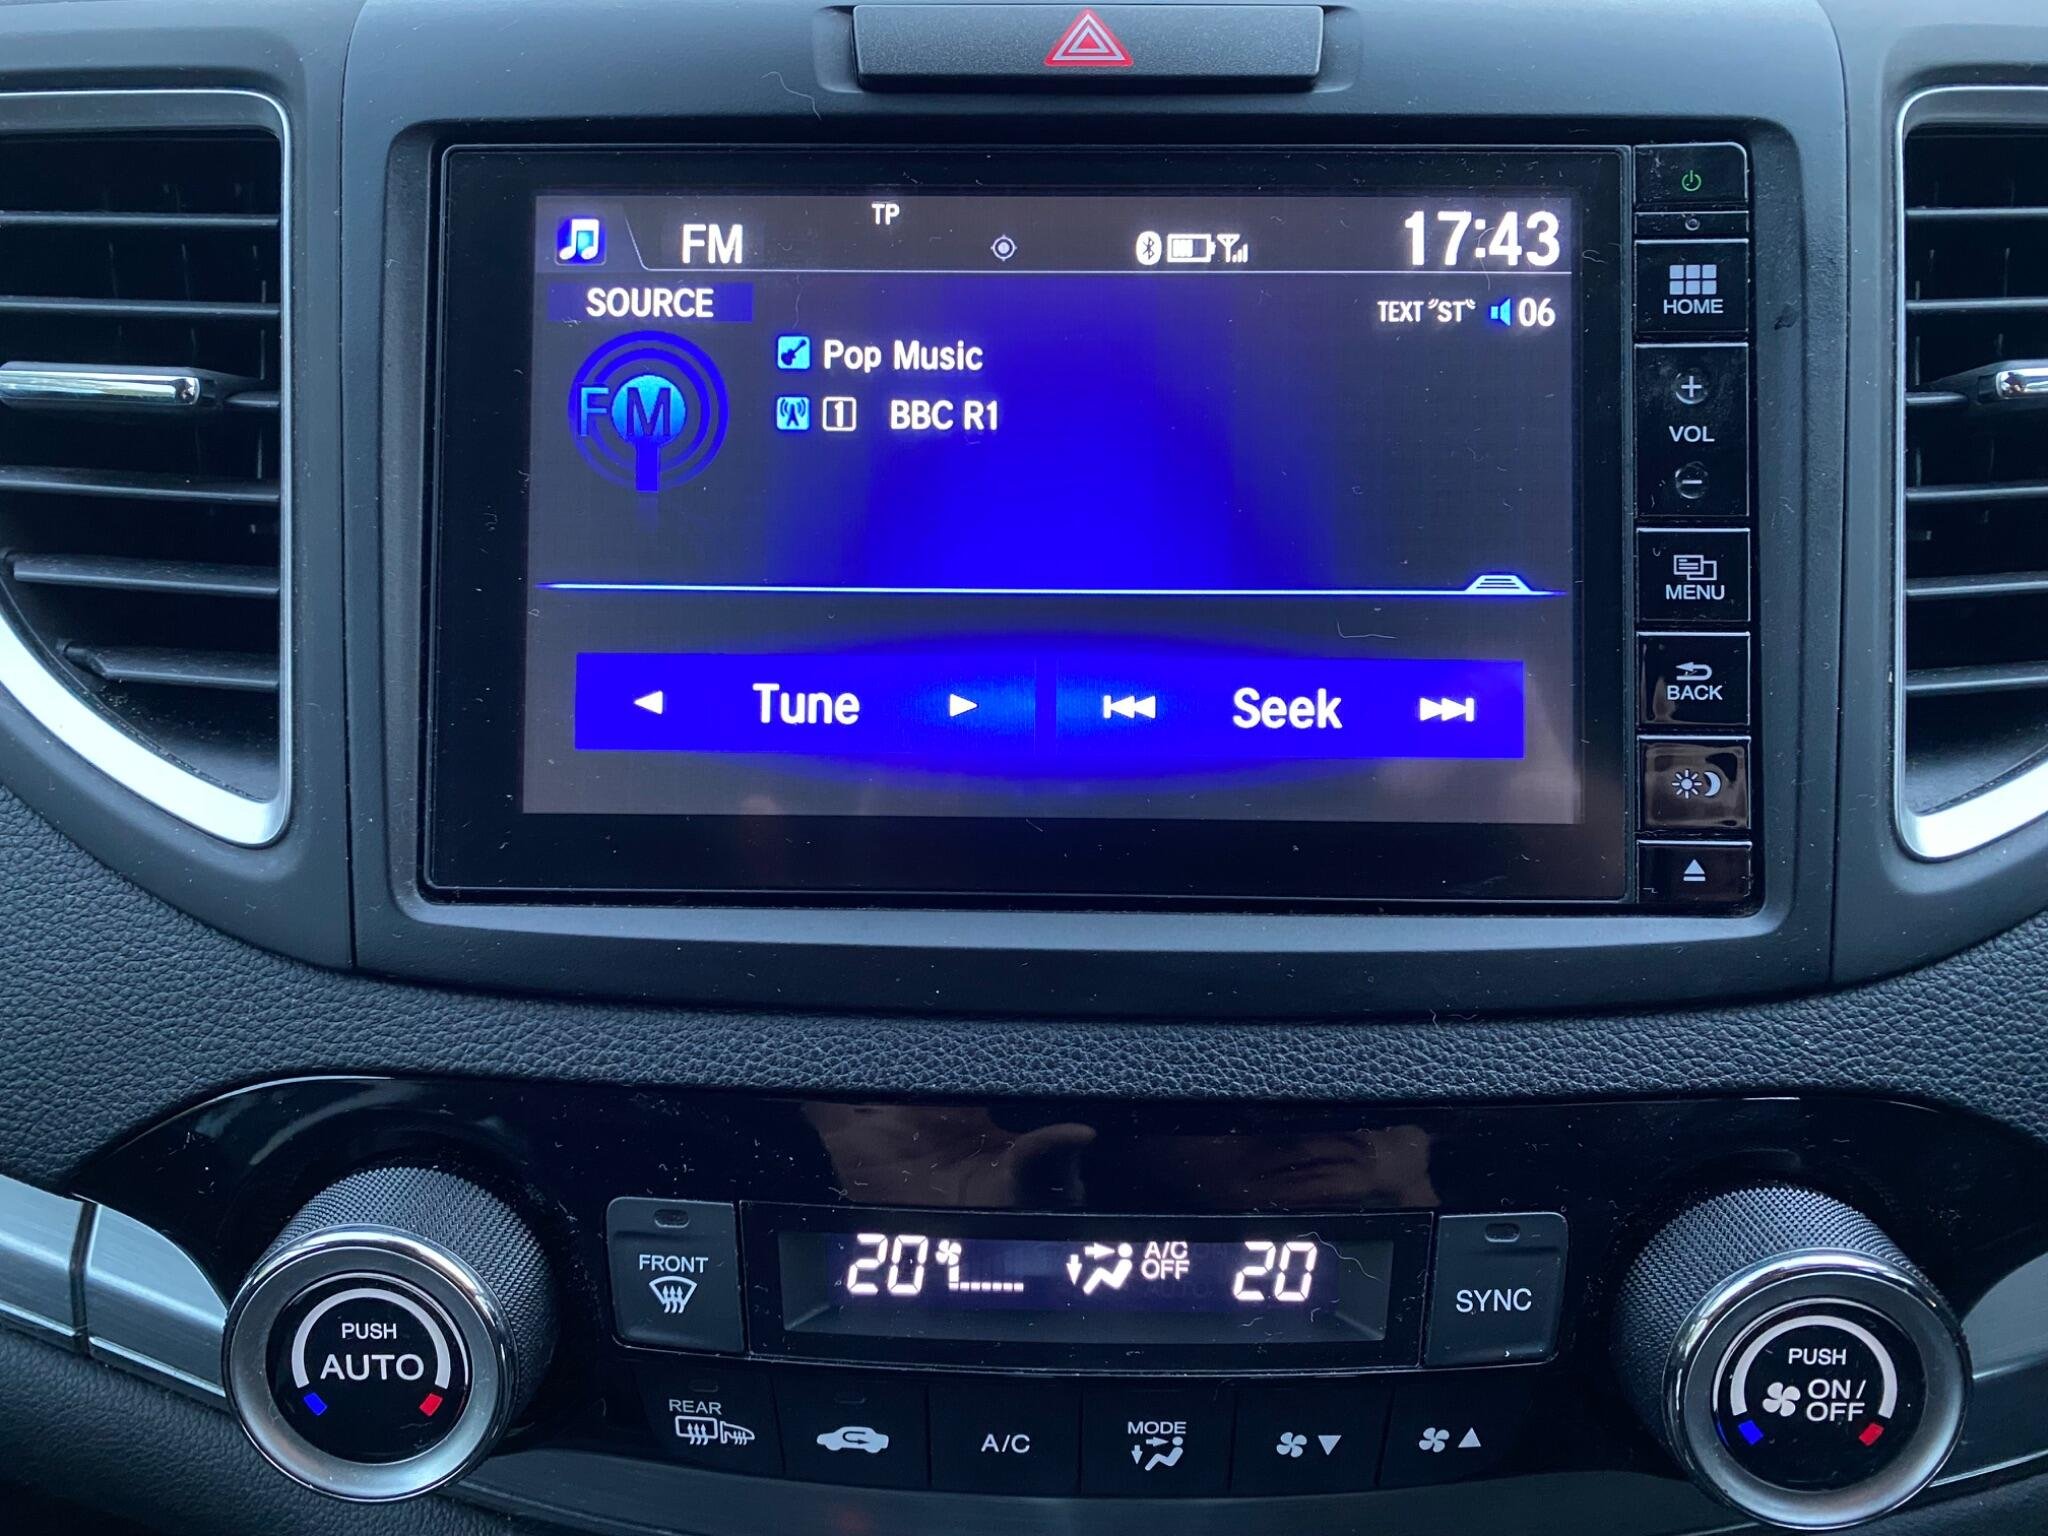 TP
FM
17:43
SOURCE
TEXT "ST" 06
FM
Pop Music
1 BBC R1
Tune
Seek
HOME
+
VOL
-
MENU
BACK
FRONT
20
A/C
OFF
20
SYNC
PUSH
AUTO
PUSH
ON/
OFF
REAR
A/C
MODE